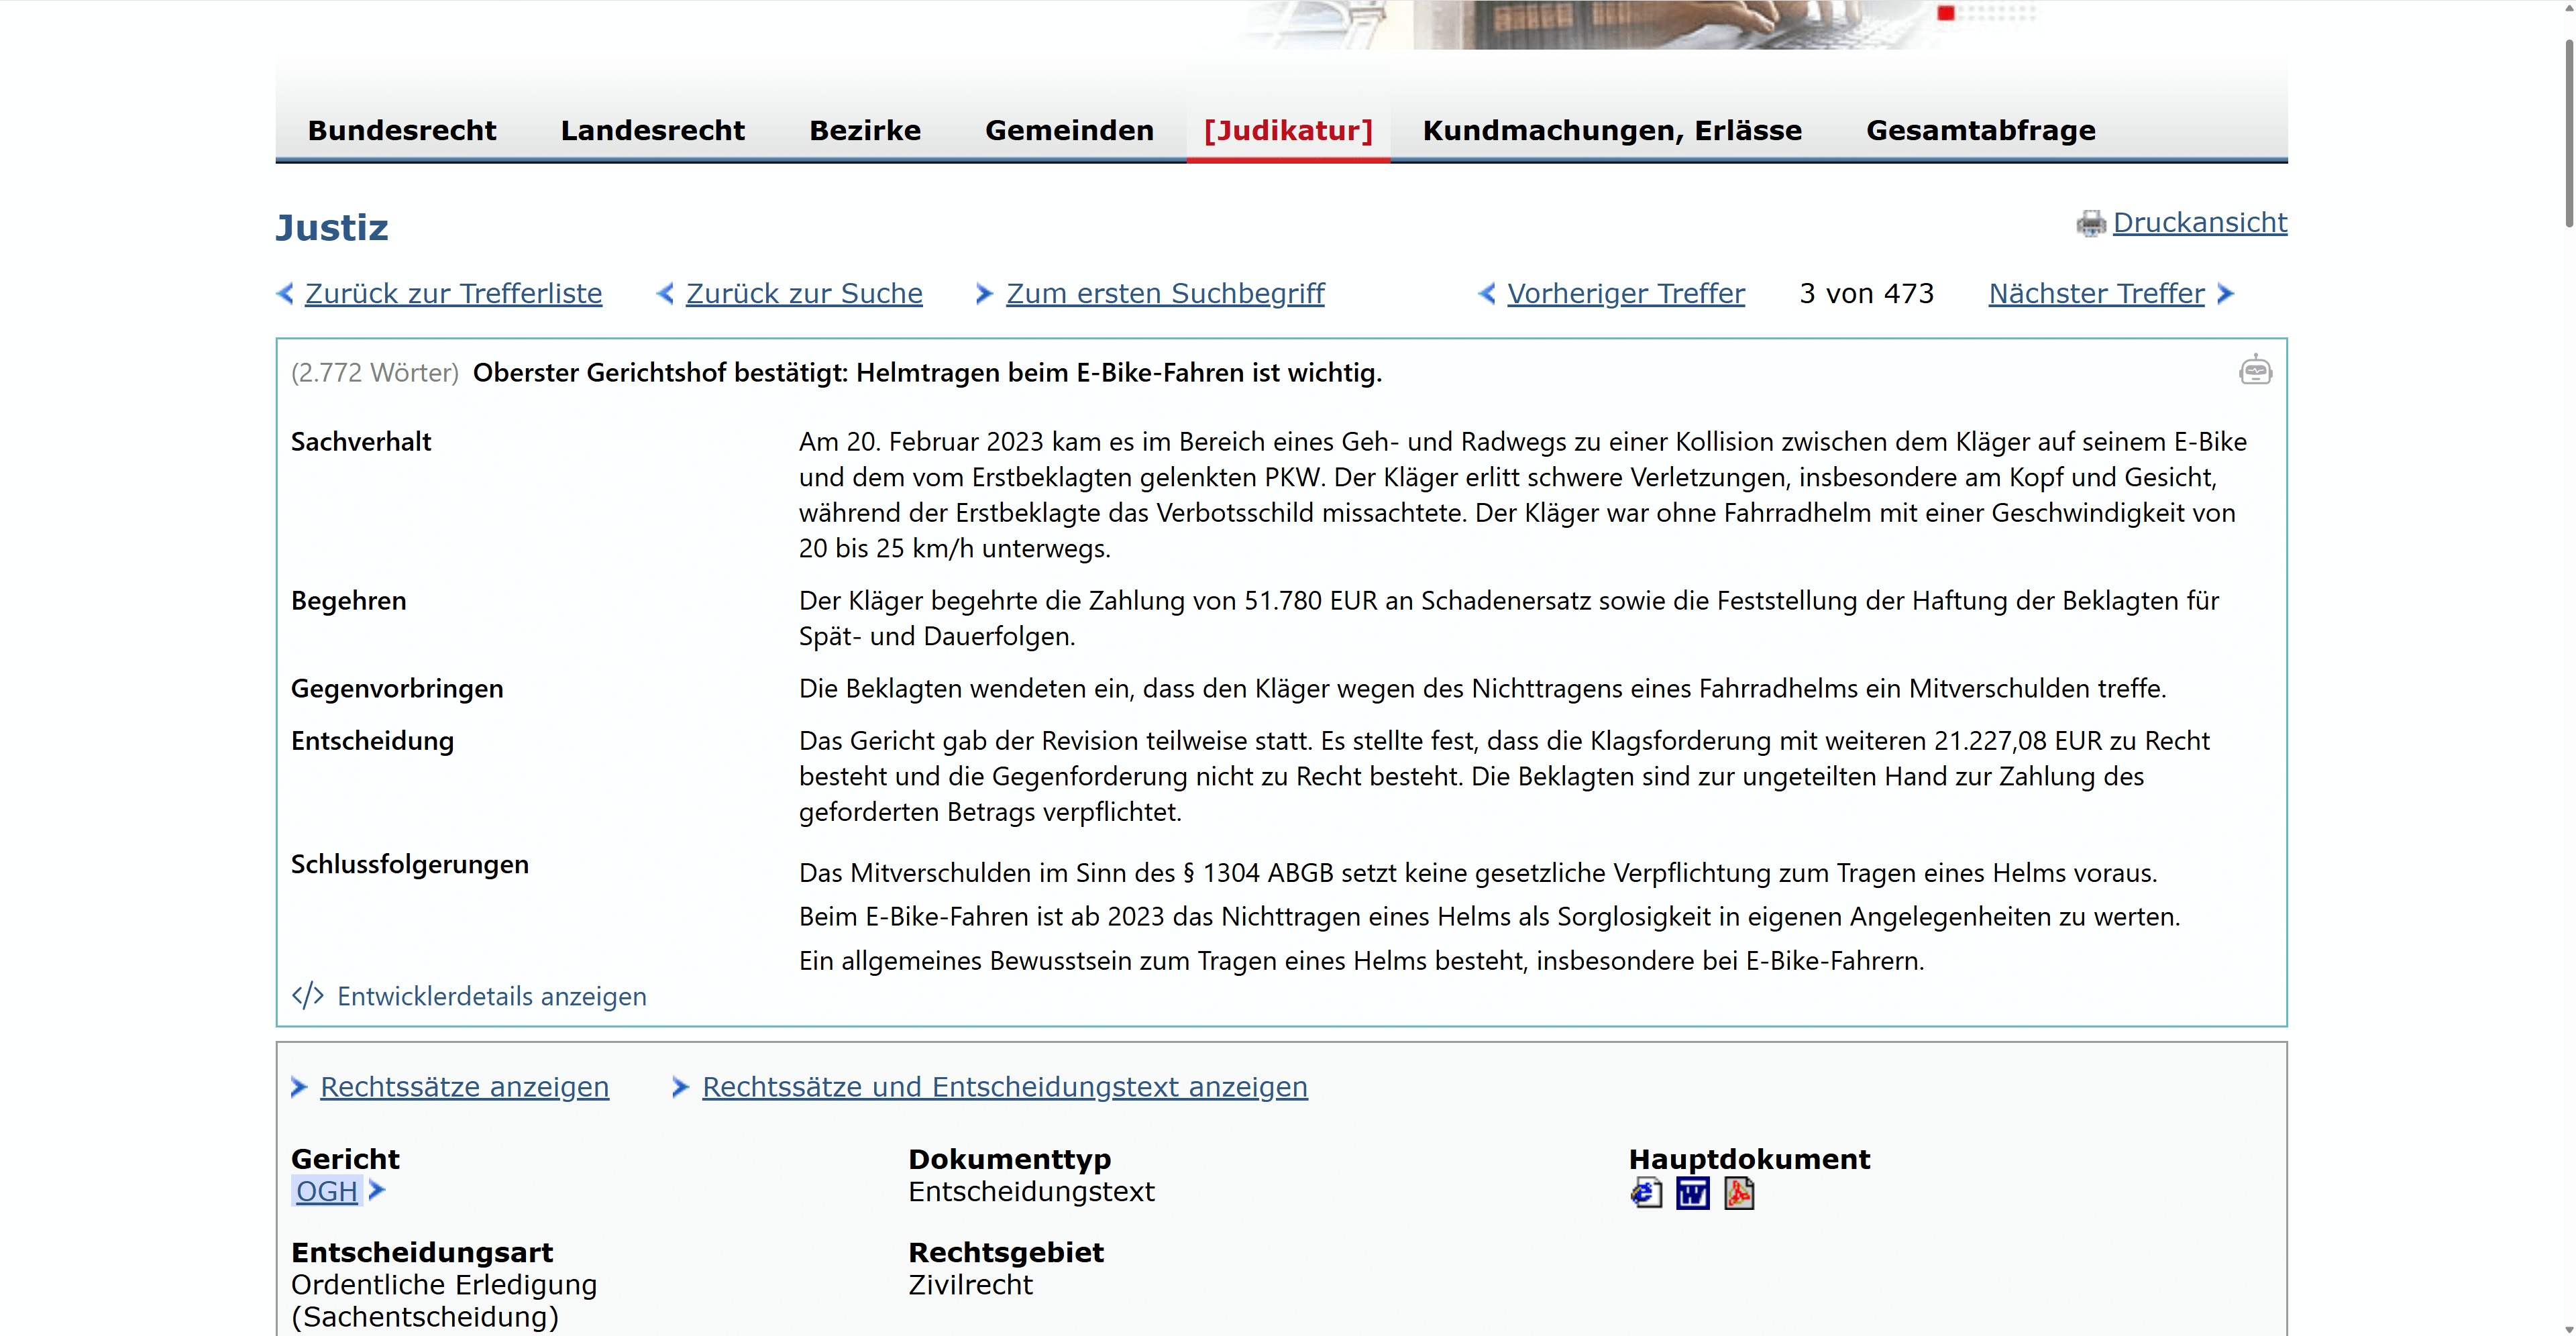 Bundesrecht Landesrecht Bezirke Gemeinden [Judikatur] Kundmachungen, Erlässe Gesamtabfrage
Justiz
Druckansicht
Zurück zur Trefferliste Zurück zur Suche Zum ersten Suchbegriff Vorheriger Treffer 3 von 473 Nächster Treffer
(2.772 Wörter) Oberster Gerichtshof bestätigt: Helmtragen beim E-Bike-Fahren ist wichtig.
Sachverhalt
Am 20. Februar 2023 kam es im Bereich eines Geh- und Radwegs zu einer Kollision zwischen dem Kläger auf seinem E-Bike
und dem vom Erstbeklagten gelenkten PKW. Der Kläger erlitt schwere Verletzungen, insbesondere am Kopf und Gesicht,
während der Erstbeklagte das Verbotsschild missachtete. Der Kläger war ohne Fahrradhelm mit einer Geschwindigkeit von
20 bis 25 km/h unterwegs.
Begehren
Der Kläger begehrte die Zahlung von 51.780 EUR an Schadenersatz sowie die Feststellung der Haftung der Beklagten für
Spät- und Dauerfolgen.
Gegenvorbringen
Die Beklagten wendeten ein, dass den Kläger wegen des Nichttragens eines Fahrradhelms ein Mitverschulden treffe.
Entscheidung
Das Gericht gab der Revision teilweise statt. Es stellte fest, dass die Klagsforderung mit weiteren 21.227,08 EUR zu Recht
besteht und die Gegenforderung nicht zu Recht besteht. Die Beklagten sind zur ungeteilten Hand zur Zahlung des
geforderten Betrags verpflichtet.
Schlussfolgerungen
Das Mitverschulden im Sinn des § 1304 ABGB setzt keine gesetzliche Verpflichtung zum Tragen eines Helms voraus.
Beim E-Bike-Fahren ist ab 2023 das Nichttragen eines Helms als Sorglosigkeit in eigenen Angelegenheiten zu werten.
Ein allgemeines Bewusstsein zum Tragen eines Helms besteht, insbesondere bei E-Bike-Fahrern.
</> Entwicklerdetails anzeigen
Rechtssätze anzeigen Rechtssätze und Entscheidungstext anzeigen
Gericht
OGH
Dokumenttyp
Entscheidungstext
Hauptdokument
Entscheidungsart
Ordentliche Erledigung
(Sachentscheidung)
Rechtsgebiet
Zivilrecht